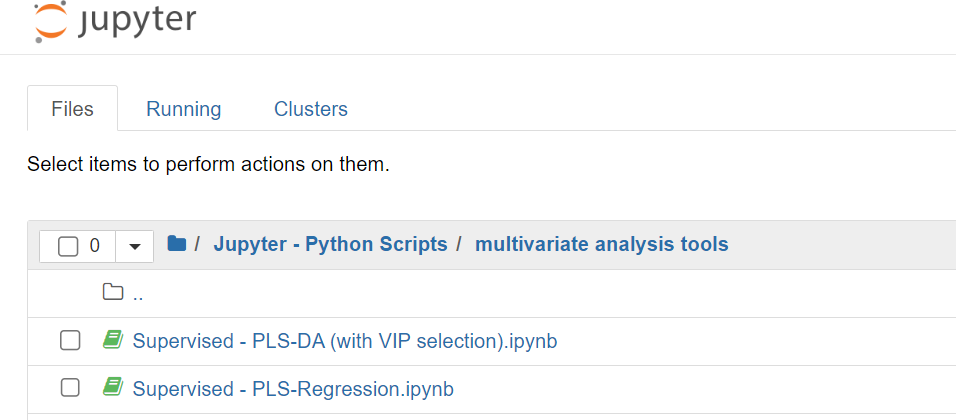 jupyter
Files Running Clusters
Select items to perform actions on them.
0 / Jupyter - Python Scripts / multivariate analysis tools
..
Supervised - PLS-DA (with VIP selection).ipynb
Supervised - PLS-Regression.ipynb